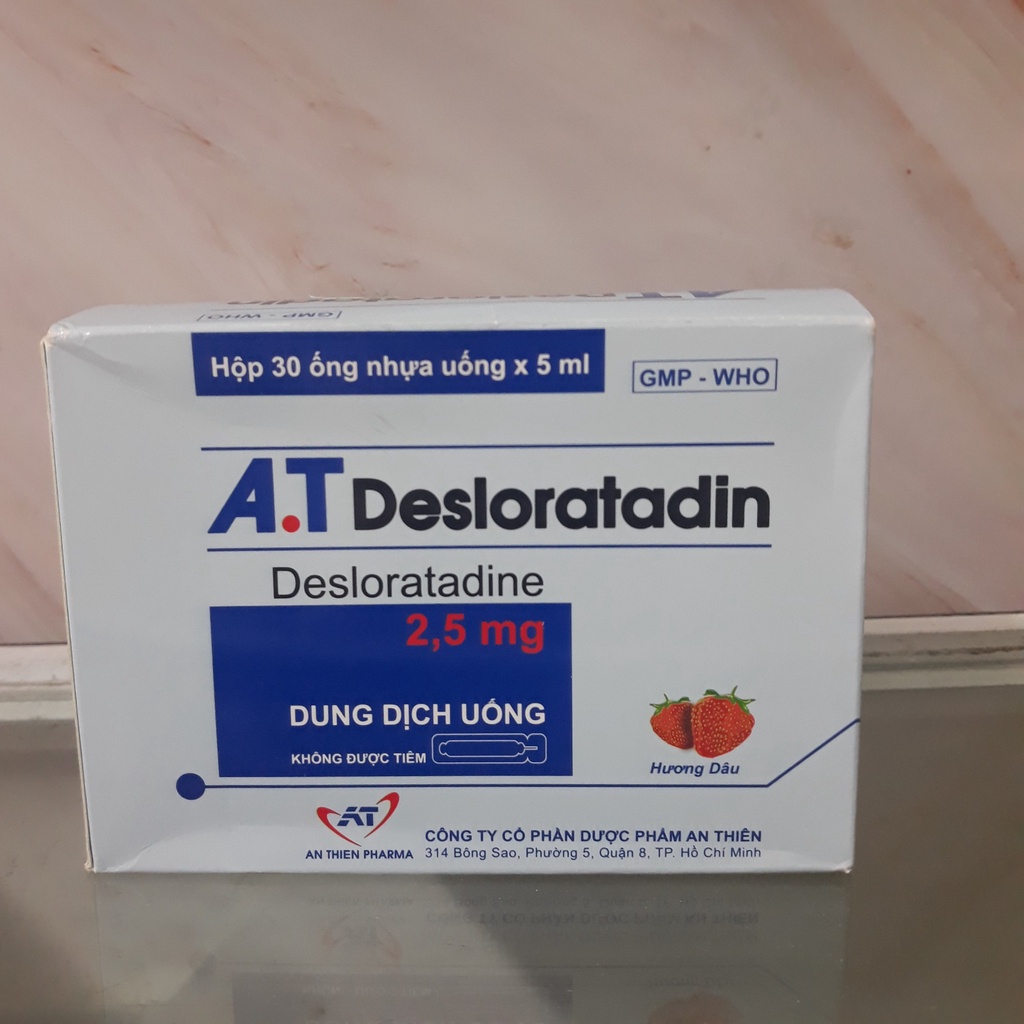 GMP - WHO
Hộp 30 ống nhựa uống x 5 ml
GMP - WHO
A.T Desloratadin
Desloratadine
2,5 mg
DUNG DỊCH UỐNG
KHÔNG ĐƯỢC TIÊM
Hương Dâu
AT
AN THIEN PHARMA
CÔNG TY CỔ PHẦN DƯỢC PHẨM AN THIÊN
314 Bông Sao, Phường 5, Quận 8, TP. Hồ Chí Minh